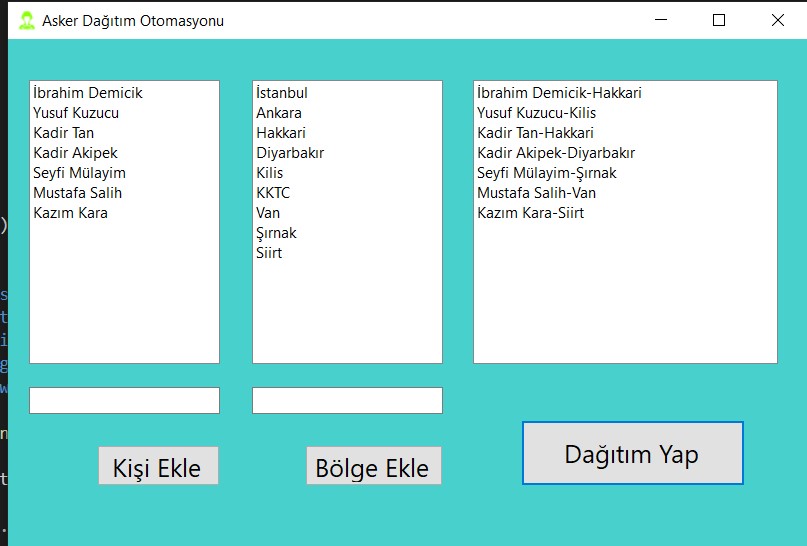 Asker Dağıtım Otomasyonu
İbrahim Demicik
Yusuf Kuzucu
Kadir Tan
Kadir Akipek
Seyfi Mülayim
Mustafa Salih
Kazım Kara
İstanbul
Ankara
Hakkari
Diyarbakır
Kilis
KKTC
Van
Şırnak
Siirt
İbrahim Demicik-Hakkari
Yusuf Kuzucu-Kilis
Kadir Tan-Hakkari
Kadir Akipek-Diyarbakır
Seyfi Mülayim-Şırnak
Mustafa Salih-Van
Kazım Kara-Siirt
Kişi Ekle
Bölge Ekle
Dağıtım Yap